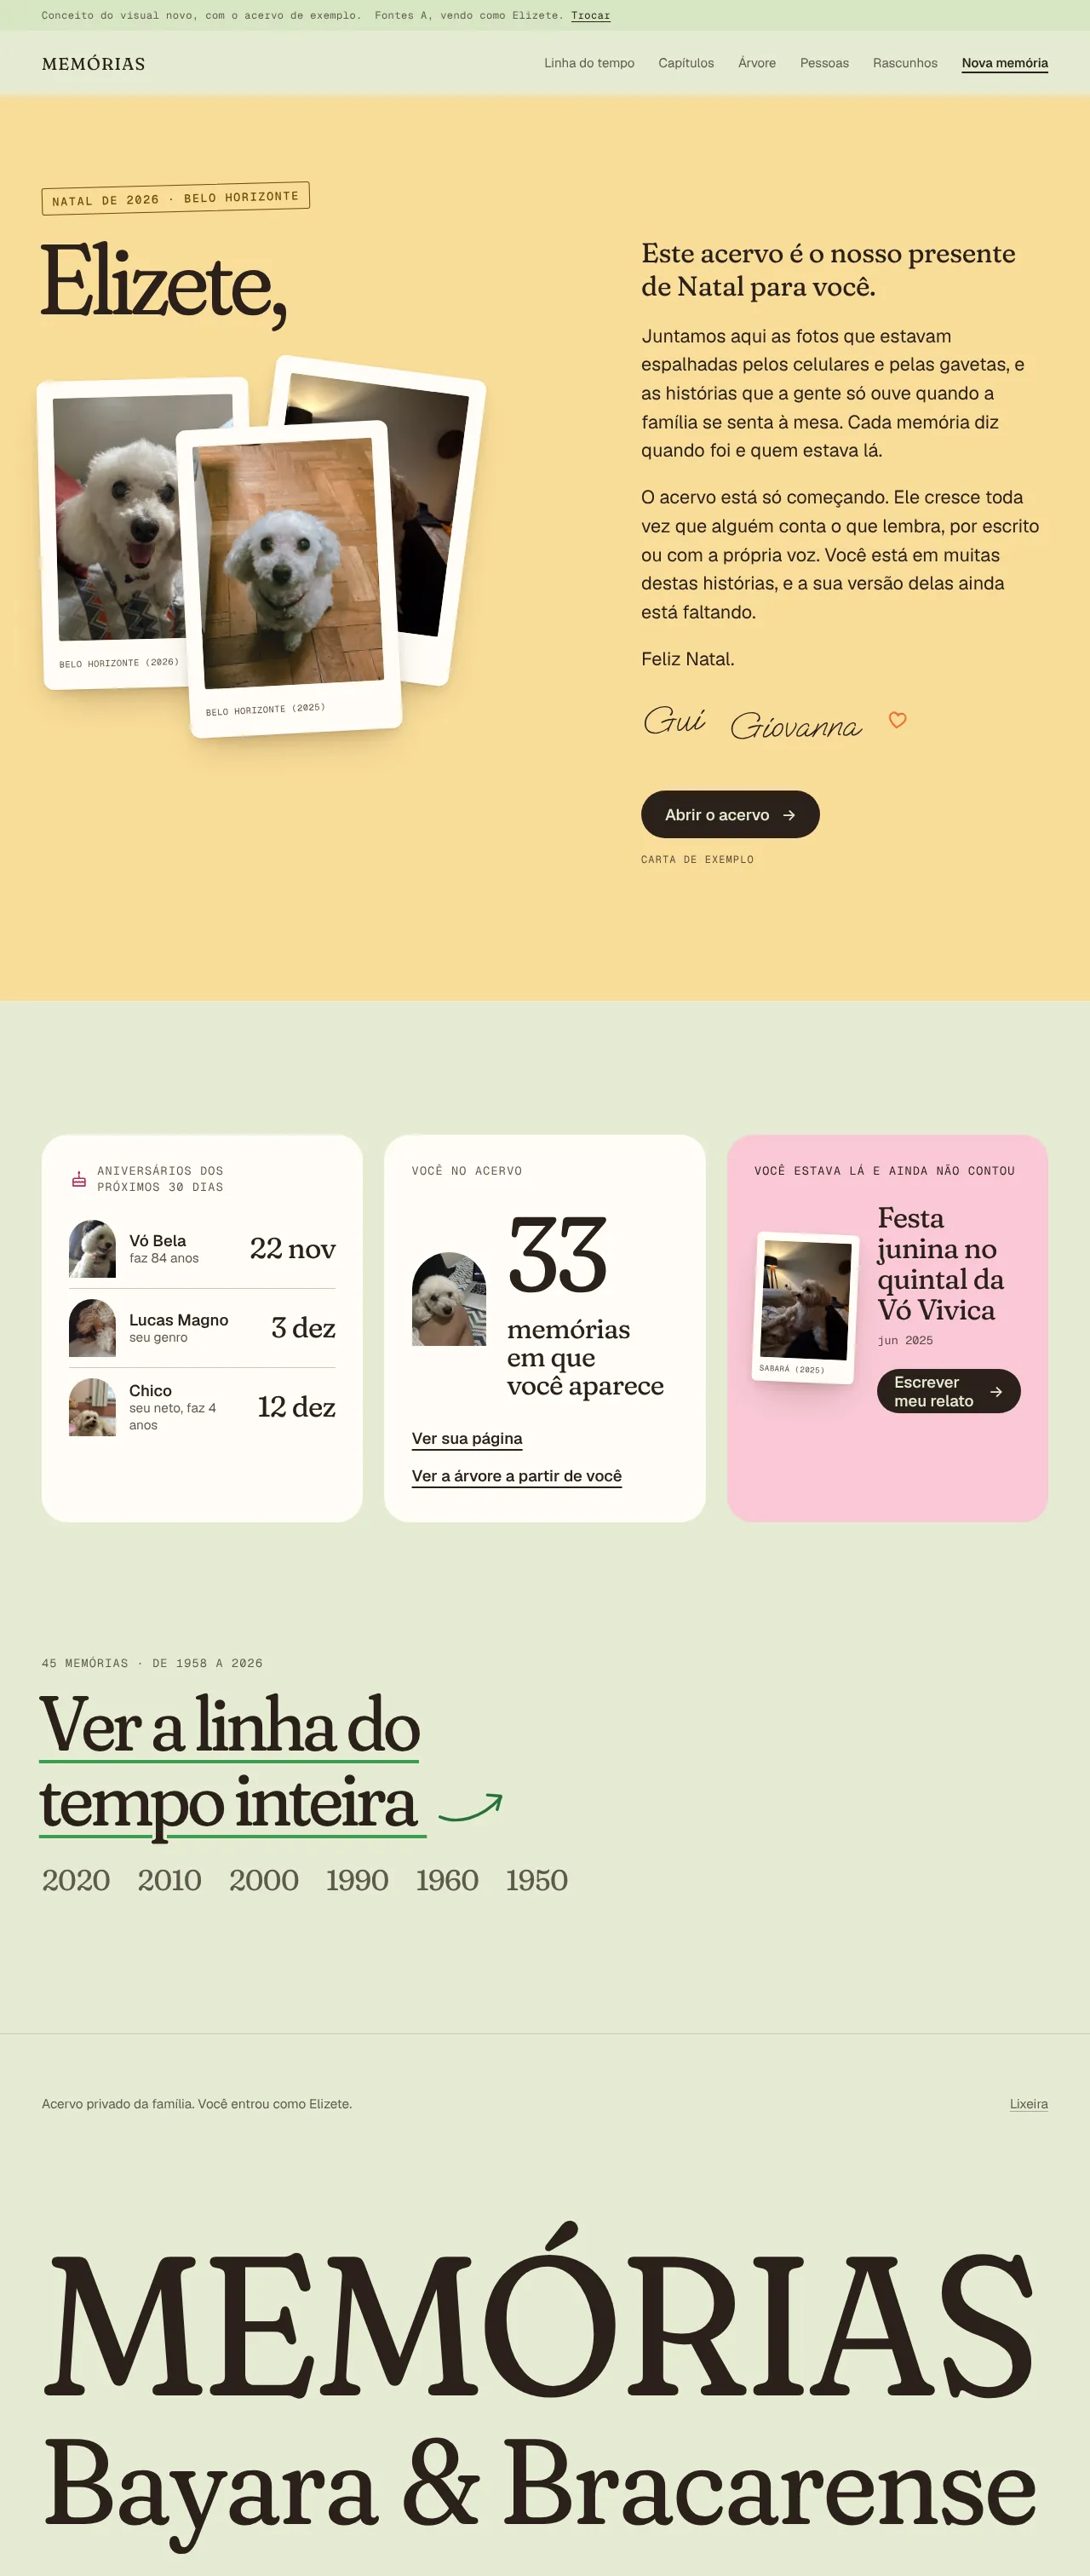 Conceito do visual novo, com o acervo de exemplo. Fontes A, vendo como Elizete. Trocar
MEMÓRIAS
Linha do tempo Capítulos Árvore Pessoas Rascunhos Nova memória
NATAL DE 2026 · BELO HORIZONTE
Elizete,
BELO HORIZONTE (2026)
BELO HORIZONTE (2025)
Este acervo é o nosso presente
de Natal para você.
Juntamos aqui as fotos que estavam
espalhadas pelos celulares e pelas gavetas, e
as histórias que a gente só ouve quando a
família se senta à mesa. Cada memória diz
quando foi e quem estava lá.
O acervo está só começando. Ele cresce toda
vez que alguém conta o que lembra, por escrito
ou com a própria voz. Você está em muitas
destas histórias, e a sua versão delas ainda
está faltando.
Feliz Natal.
Gui Giovanna
Abrir o acervo →
CARTA DE EXEMPLO
ANIVERSÁRIOS DOS
PRÓXIMOS 30 DIAS
Vó Bela
faz 84 anos
22 nov
Lucas Magno
seu genro
3 dez
Chico
seu neto, faz 4
anos
12 dez
VOCÊ NO ACERVO
33
memórias
em que
você aparece
Ver sua página
Ver a árvore a partir de você
VOCÊ ESTAVA LÁ E AINDA NÃO CONTOU
SABARÁ (2025)
Festa
junina no
quintal da
Vó Vivica
jun 2025
Escrever
meu relato →
45 MEMÓRIAS · DE 1958 A 2026
Ver a linha do
tempo inteira
2020 2010 2000 1990 1960 1950
Acervo privado da família. Você entrou como Elizete.
Lixeira
MEMÓRIAS
Bayara & Bracarense